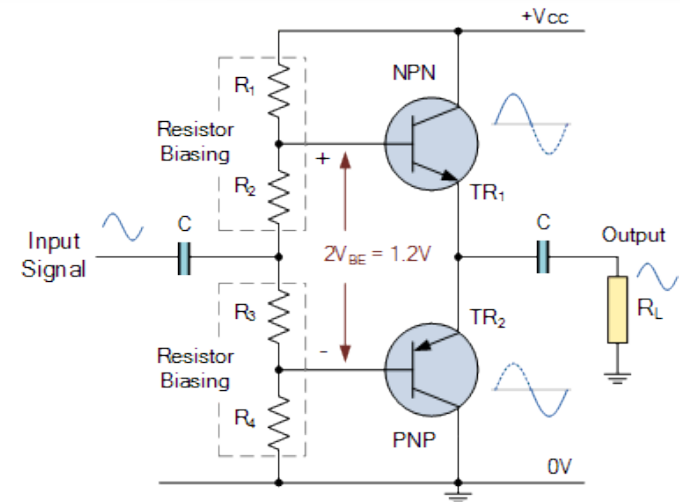 +Vcc
NPN
R1
Resistor
Biasing
+
R2
TR1
C
C
Output
Input
Signal
2VBE = 1.2V
R3
TR2
RL
Resistor
Biasing
-
R4
PNP
0V